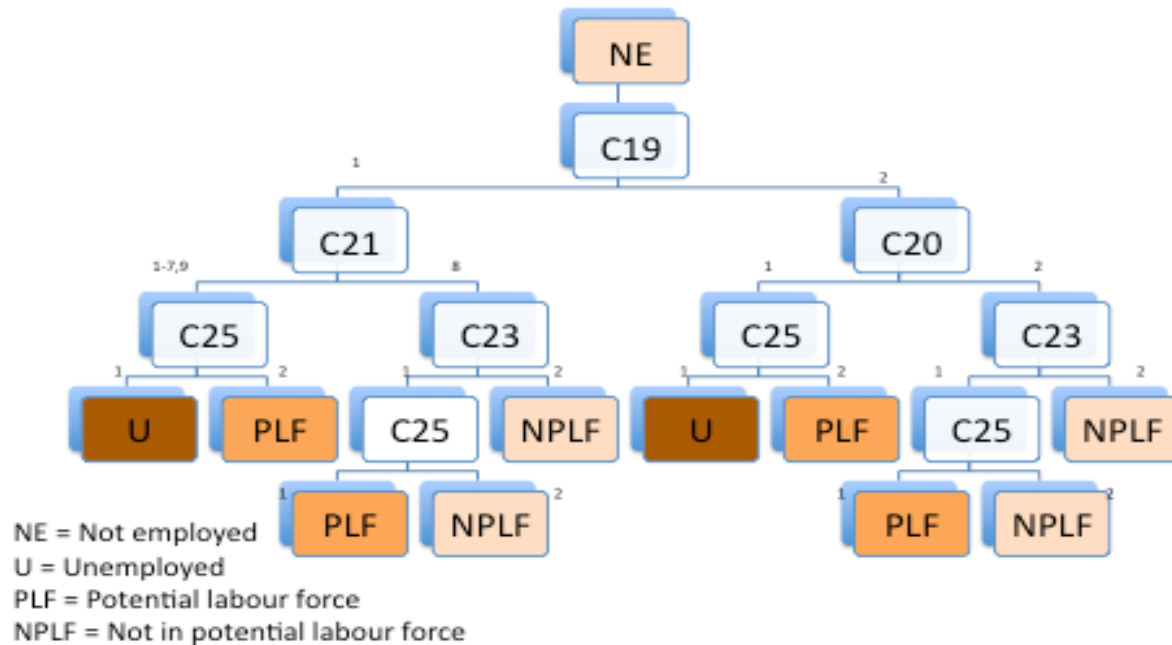 NE
C19
1 2
C21 C20
1-7,9 8 1 2
C25 C23 C25 C23
1 2 1 2 1 2 1 2
U PLF C25 NPLF U PLF C25 NPLF
1 2 1 2
PLF NPLF PLF NPLF
NE = Not employed
U = Unemployed
PLF = Potential labour force
NPLF = Not in potential labour force